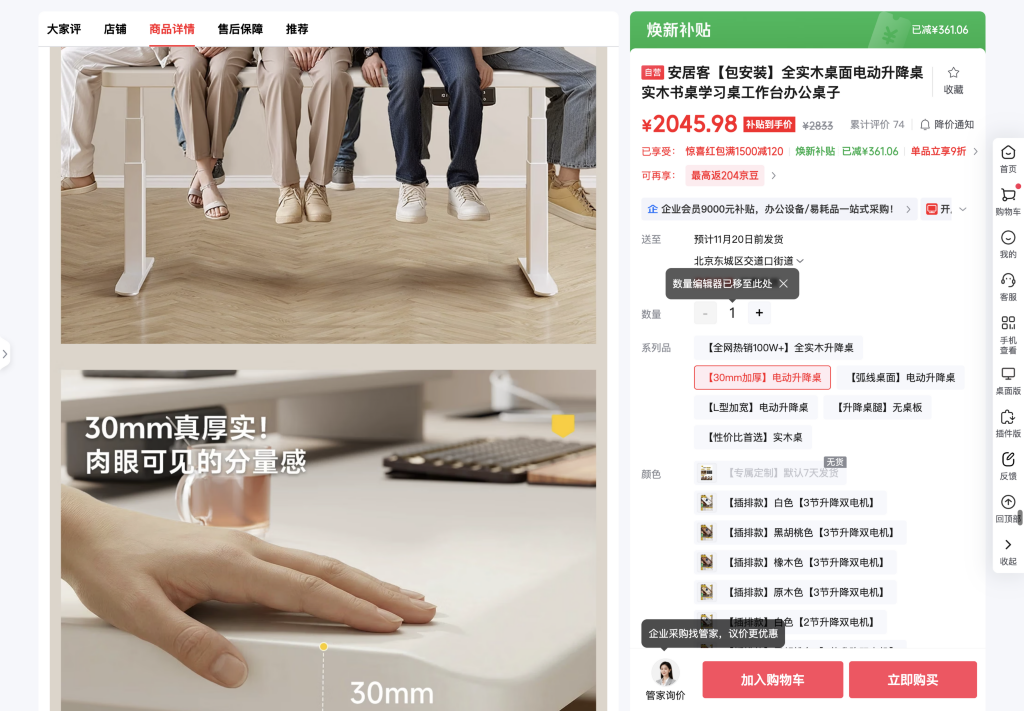 大家评 店铺 商品详情 售后保障 推荐
30mm真厚实！
肉眼可见的分量感
30mm
焕新补贴 已减¥361.06
自营 安居客【包安装】全实木桌面电动升降桌
实木书桌学习桌工作台办公桌子
收藏
¥2045.98 补贴到手价 ¥2833 累计评价 74 降价通知
已享受： 惊喜红包满1500减120 焕新补贴 已减¥361.06 单品立享9折
可再享： 最高返204京豆
企业会员9000元补贴，办公设备/易耗品一站式采购！ 开.
送至 预计11月20日前发货
北京东城区交道口街道
数量编辑器已移至此处
数量 - 1 +
系列品 【全网热销100W+】全实木升降桌
【30mm加厚】电动升降桌 【弧线桌面】电动升降桌
【L型加宽】电动升降桌 【升降桌腿】无桌板
【性价比首选】实木桌
颜色 【专属定制】默认7天发货 无货
【插排款】白色【3节升降双电机】
【插排款】黑胡桃色【3节升降双电机】
【插排款】橡木色【3节升降双电机】
【插排款】原木色【3节升降双电机】
【插排款】白色【2节升降双电机】
企业采购找管家，议价更优惠
管家询价 加入购物车 立即购买
首页
购物车
我的
客服
手机
查看
桌面版
插件版
反馈
回顶部
收起